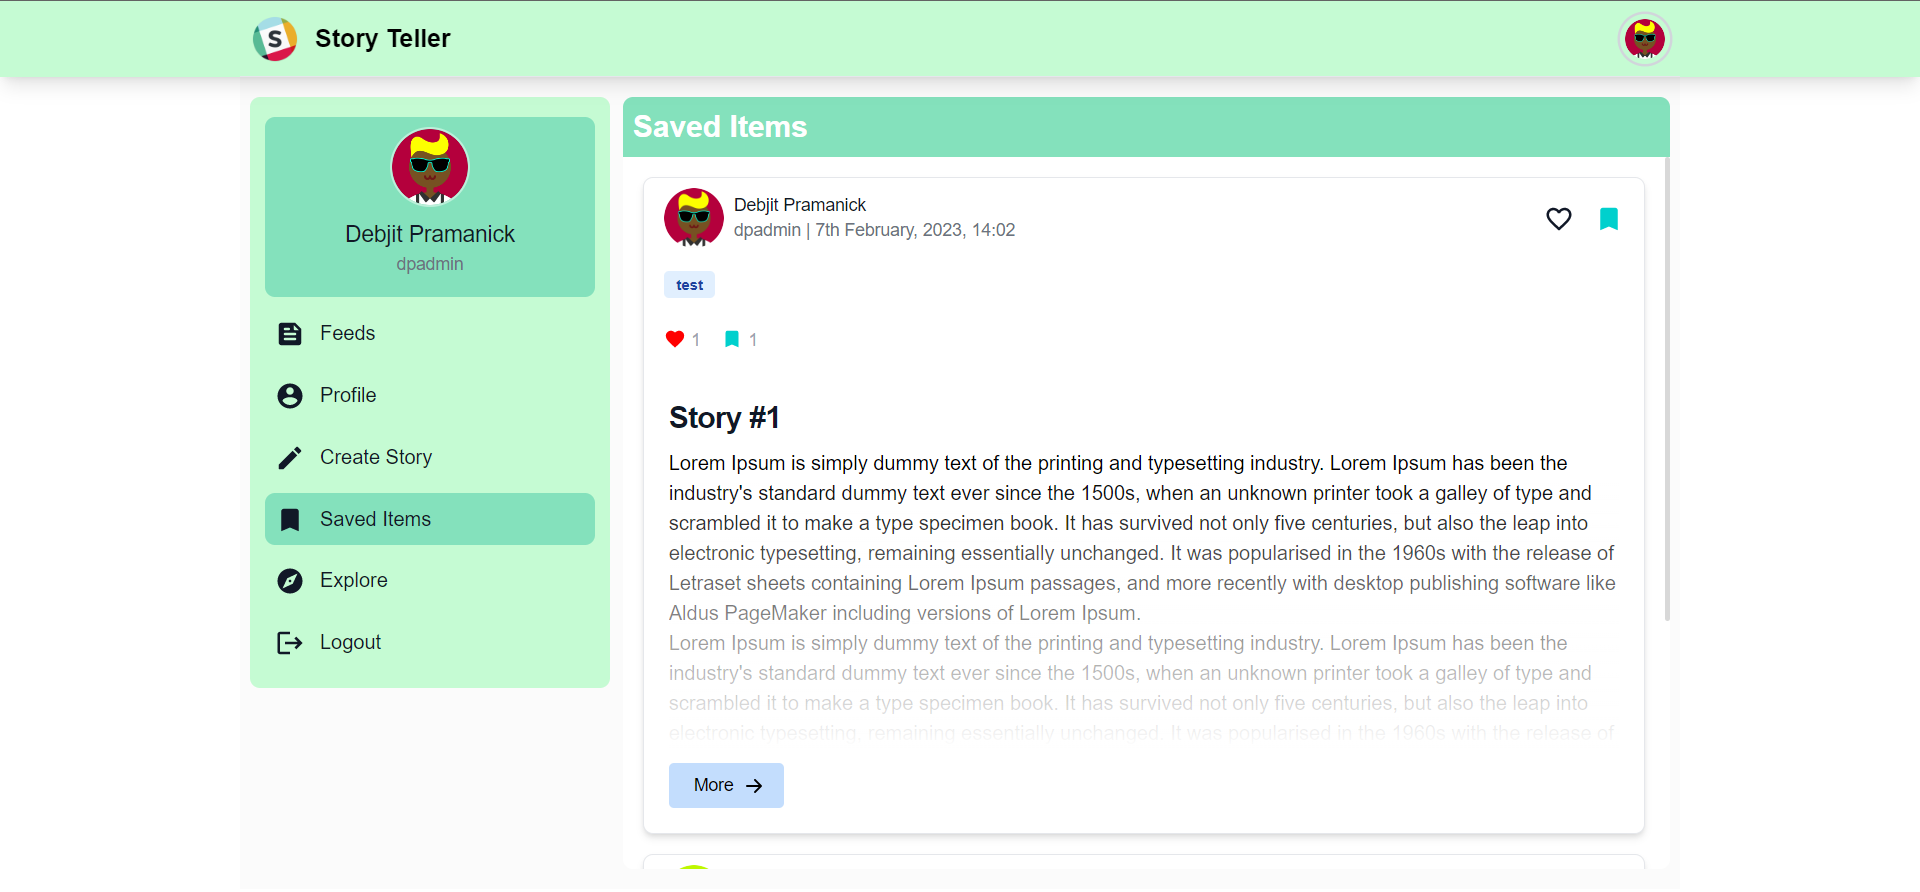 S
Story Teller
Debjit Pramanick
dpadmin
Feeds
Profile
Create Story
Saved Items
Explore
Logout
Saved Items
Debjit Pramanick
dpadmin | 7th February, 2023, 14:02
test
1
1
Story #1
Lorem Ipsum is simply dummy text of the printing and typesetting industry. Lorem Ipsum has been the
industry's standard dummy text ever since the 1500s, when an unknown printer took a galley of type and
scrambled it to make a type specimen book. It has survived not only five centuries, but also the leap into
electronic typesetting, remaining essentially unchanged. It was popularised in the 1960s with the release of
Letraset sheets containing Lorem Ipsum passages, and more recently with desktop publishing software like
Aldus PageMaker including versions of Lorem Ipsum.
Lorem Ipsum is simply dummy text of the printing and typesetting industry. Lorem Ipsum has been the
industry's standard dummy text ever since the 1500s, when an unknown printer took a galley of type and
scrambled it to make a type specimen book. It has survived not only five centuries, but also the leap into
electronic typesetting, remaining essentially unchanged. It was popularised in the 1960s with the release of
More